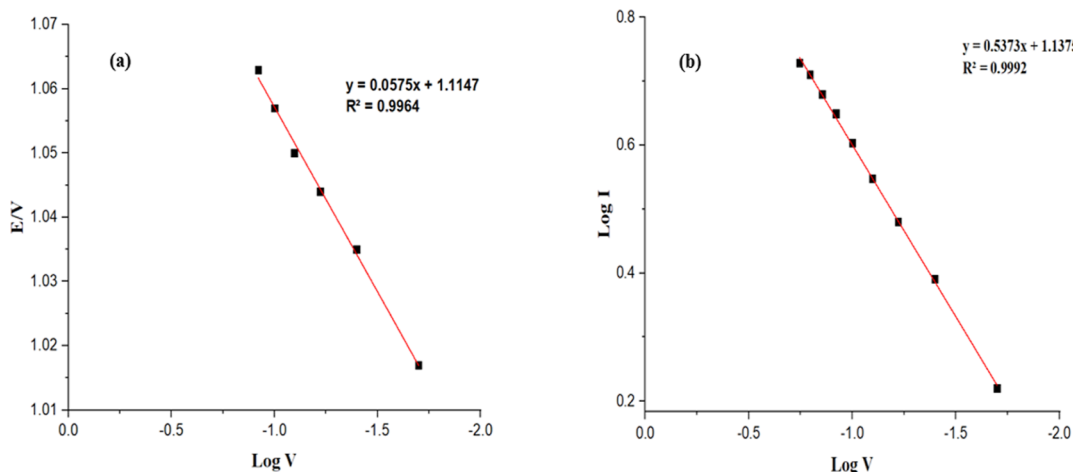 (a)
y = 0.0575x + 1.1147
R² = 0.9964
1.07
1.06
1.05
1.04
1.03
1.02
1.01
E/V
0.0
-0.5
-1.0
-1.5
-2.0
Log V
(b)
y = 0.5373x + 1.1375
R² = 0.9992
0.8
0.6
0.4
0.2
Log I
0.0
-0.5
-1.0
-1.5
-2.0
Log V